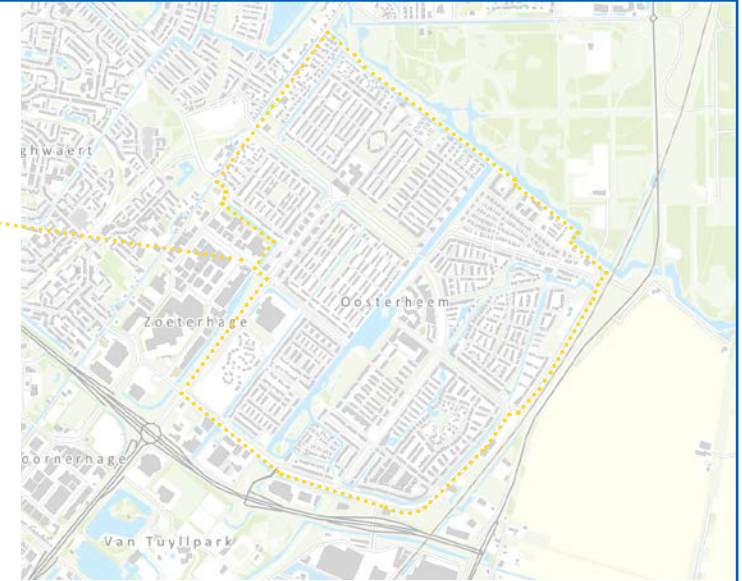 ghwaert
Oosterheem
Zoeterhage
oornerhage
Van Tuyllpark